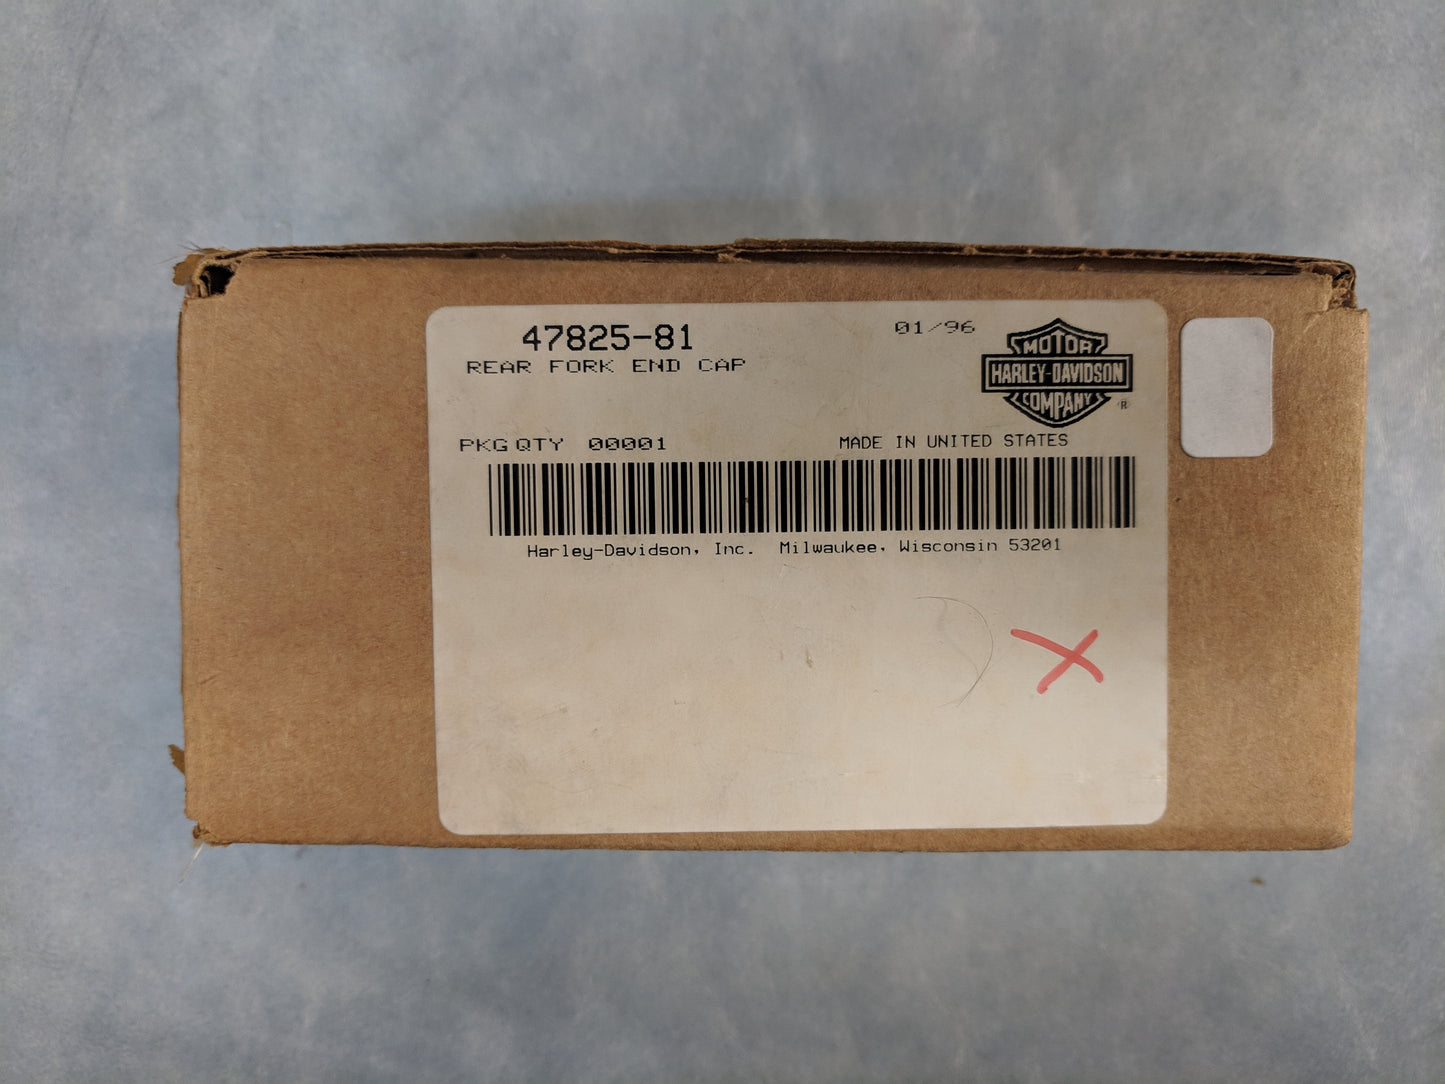 47825-81
01/96
REAR FORK END CAP
MOTOR
HARLEY-DAVIDSON
COMPANY
®
PKG QTY 00001
MADE IN UNITED STATES
Harley-Davidson, Inc. Milwaukee, Wisconsin 53201
X